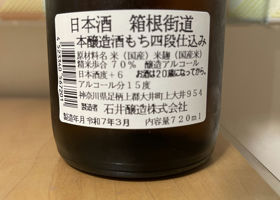 日本酒 箱根街道
本醸造酒もち四段仕込み
原材料名 米(国産)米麹(国産米)
精米歩合70% 醸造アルコール
日本酒度+6 お酒は20歳になってから。
アルコール分15度
神奈川県足柄上郡大井町上大井954
製造者 石井醸造株式会社
製造年月 令和7年3月 内容量720ml